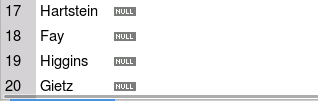 17 Hartstein NULL
18 Fay NULL
19 Higgins NULL
20 Gietz NULL